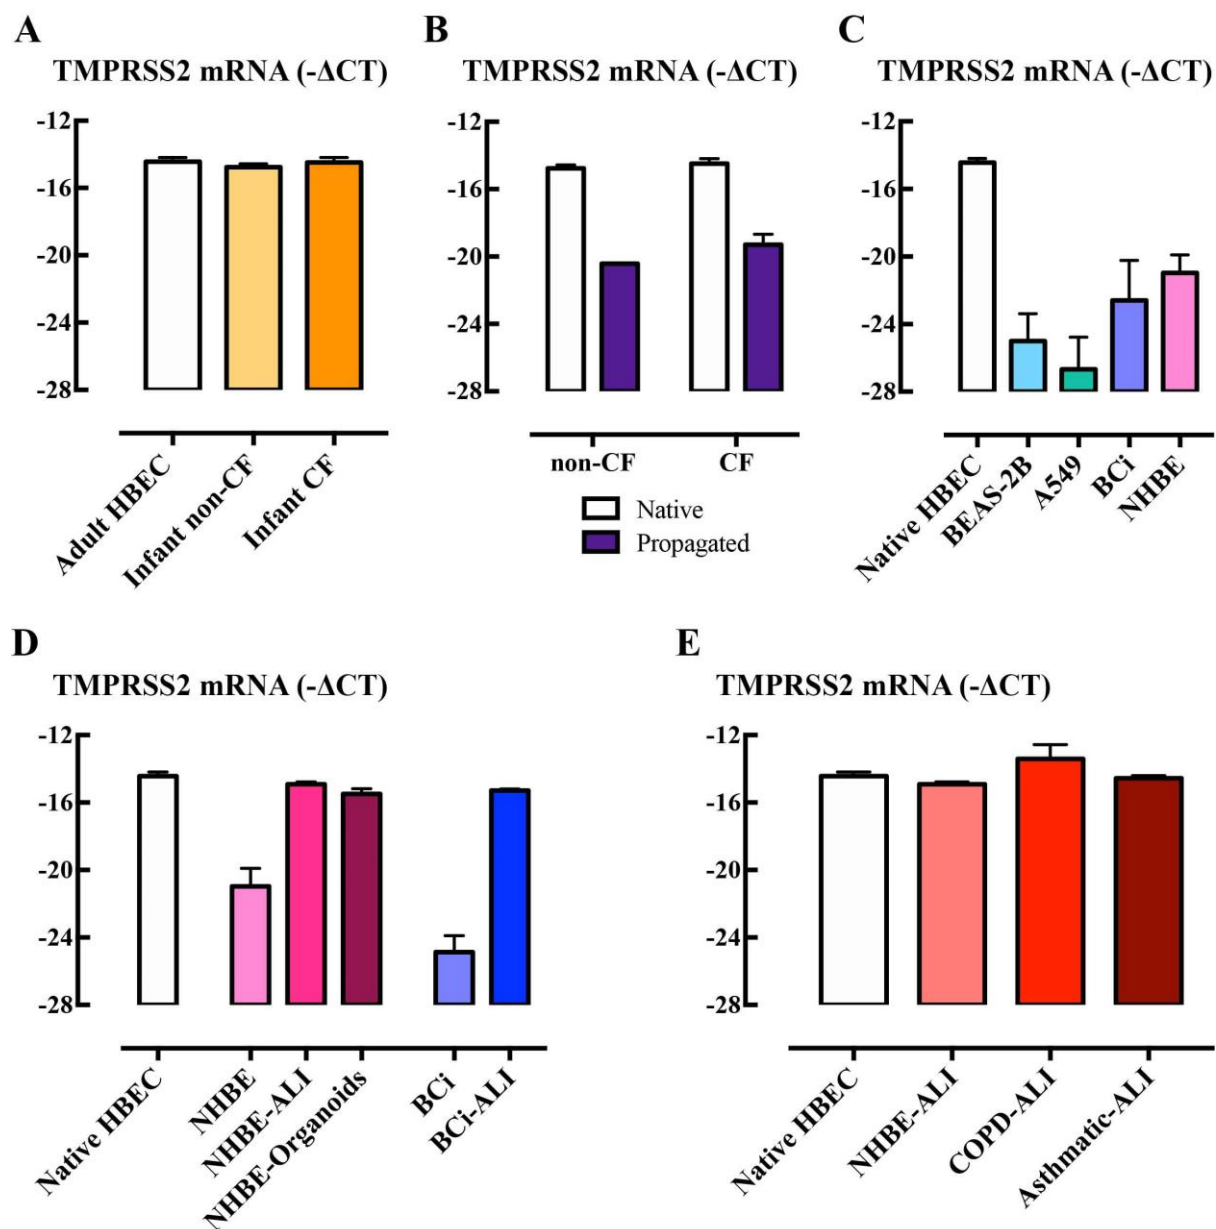 A
TMPRSS2 mRNA (-ΔCT)
-12
-16
-20
-24
-28
Adult HBEC
Infant non-CF
Infant CF
B
TMPRSS2 mRNA (-ΔCT)
-12
-16
-20
-24
-28
non-CF
CF
Native
Propagated
C
TMPRSS2 mRNA (-ΔCT)
-12
-16
-20
-24
-28
Native HBEC
BEAS-2B
A549
BCi
NHBE
D
TMPRSS2 mRNA (-ΔCT)
-12
-16
-20
-24
-28
Native HBEC
NHBE
NHBE-ALI
NHBE-Organoids
BCi
BCi-ALI
E
TMPRSS2 mRNA (-ΔCT)
-12
-16
-20
-24
-28
Native HBEC
NHBE-ALI
COPD-ALI
Asthmatic-ALI